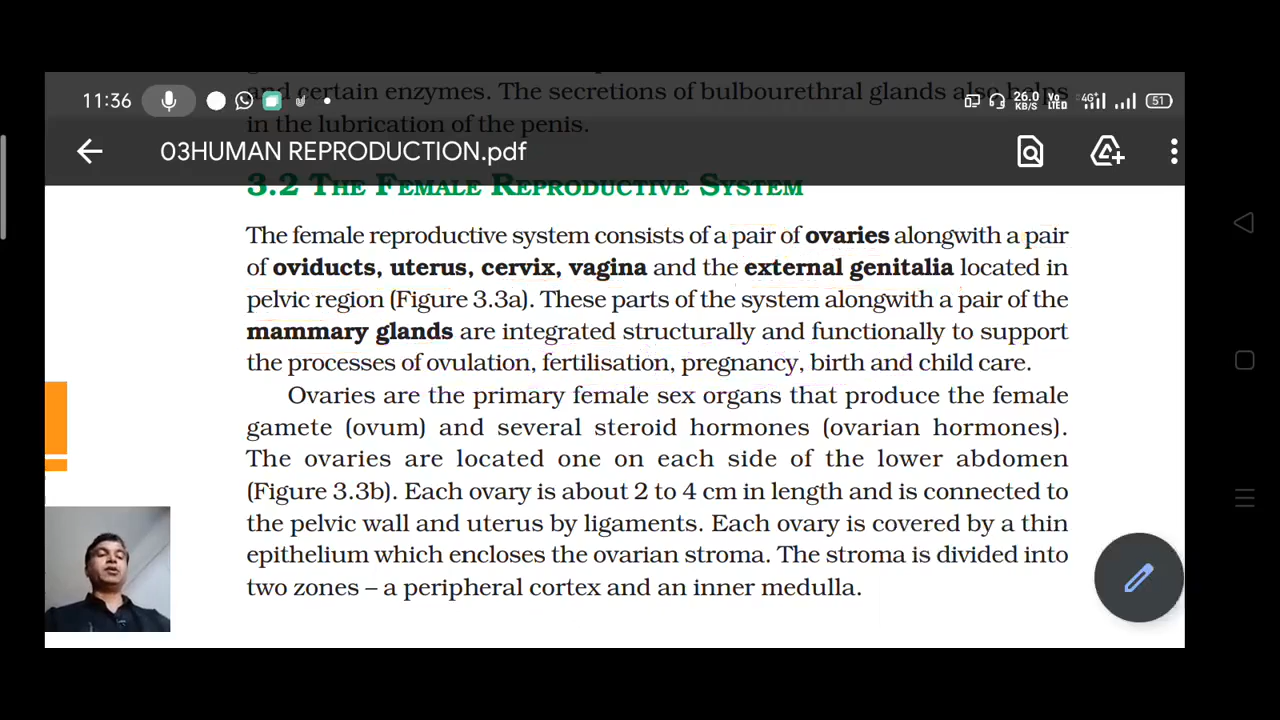 and certain enzymes. The secretions of bulbourethral glands also helps
11:36 26.0 KB/S Vo LTED 4G+ 51
in the lubrication of the penis.
03HUMAN REPRODUCTION.pdf
3.2 THE FEMALE REPRODUCTIVE SYSTEM
The female reproductive system consists of a pair of ovaries alongwith a pair
of oviducts, uterus, cervix, vagina and the external genitalia located in
pelvic region (Figure 3.3a). These parts of the system alongwith a pair of the
mammary glands are integrated structurally and functionally to support
the processes of ovulation, fertilisation, pregnancy, birth and child care.
Ovaries are the primary female sex organs that produce the female
gamete (ovum) and several steroid hormones (ovarian hormones).
The ovaries are located one on each side of the lower abdomen
(Figure 3.3b). Each ovary is about 2 to 4 cm in length and is connected to
the pelvic wall and uterus by ligaments. Each ovary is covered by a thin
epithelium which encloses the ovarian stroma. The stroma is divided into
two zones – a peripheral cortex and an inner medulla.